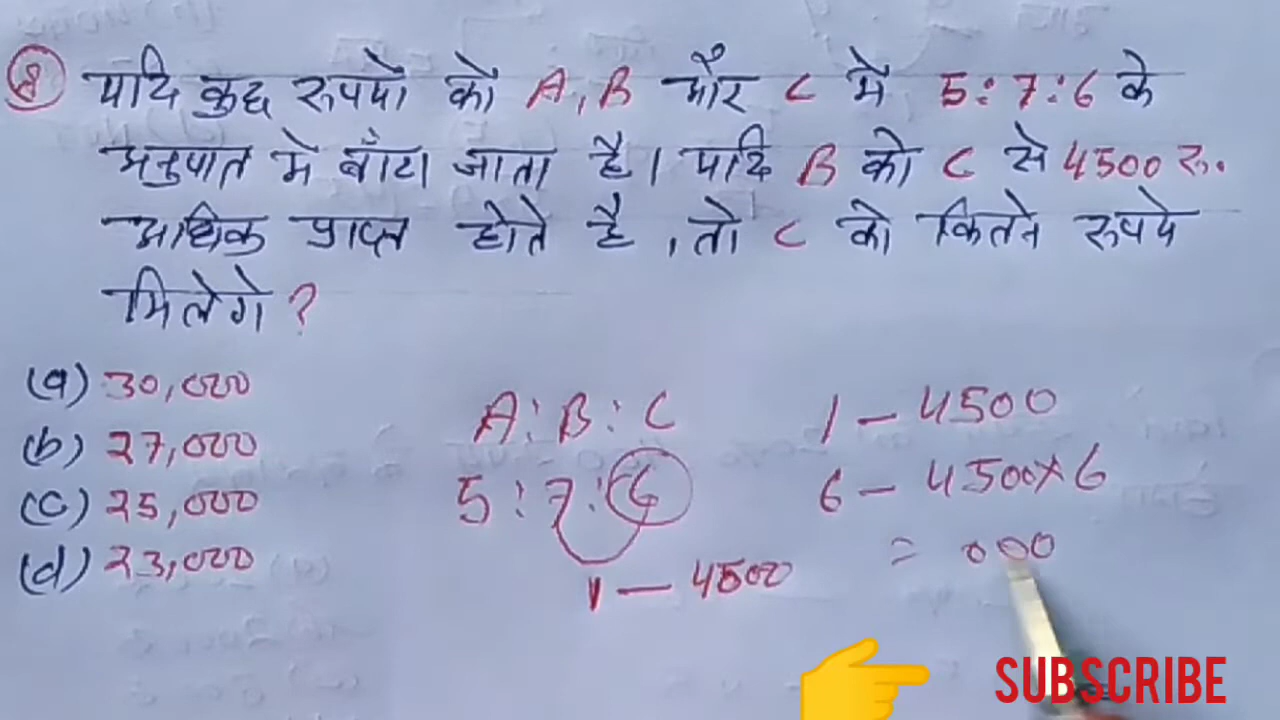 8 यदि कुछ रुपयो को A, B और C मे 5:7:6 के
अनुपात मे बाँटा जाता है। यदि B को C से 4500 रु.
अधिक प्राप्त होते है, तो C को कितने रुपये
मिलेगे ?
(a) 30,000
(b) 27,000
(c) 25,000
(d) 23,000
A : B : C
5 : 7 : 6
1 — 4500
1 — 4500
6 — 4500×6
= 000
SUBSCRIBE